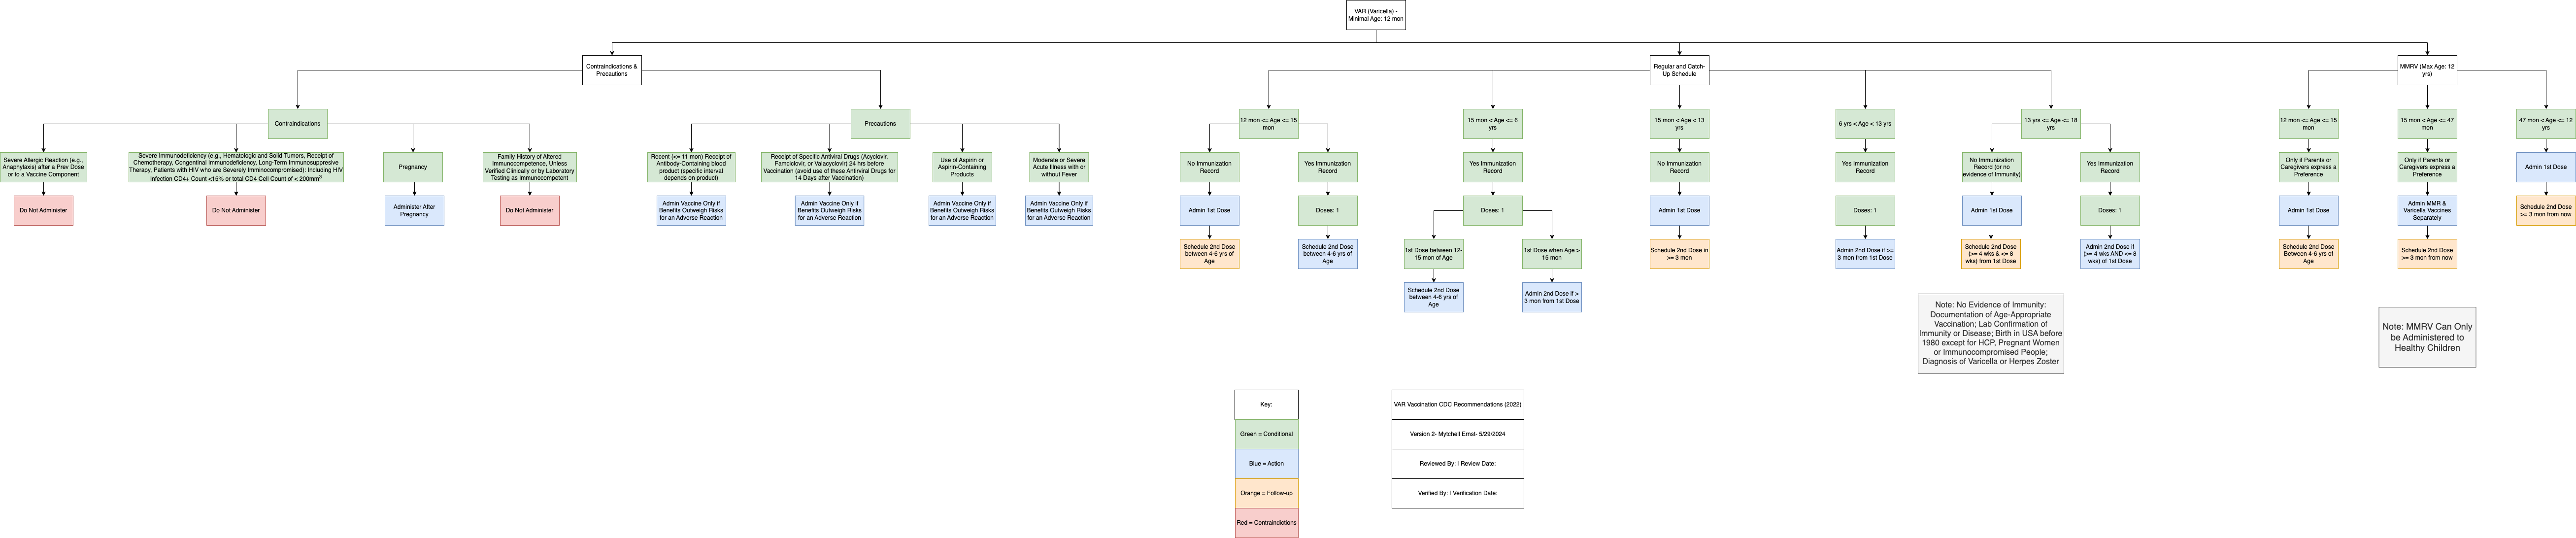 VAR (Varicella) -
Minimal Age: 12 mon
Contraindications &
Precautions
Regular and Catch-
Up Schedule
MMRV (Max Age: 12
yrs)
Contraindications
Precautions
12 mon <= Age <= 15
mon
15 mon < Age <= 6
yrs
15 mon < Age < 13
yrs
6 yrs < Age < 13 yrs
13 yrs <= Age <= 18
yrs
12 mon <= Age <= 15
mon
15 mon < Age <= 47
mon
47 mon < Age <= 12
yrs
Severe Allergic Reaction (e.g.,
Anaphylaxis) after a Prev Dose
or to a Vaccine Component
Severe Immunodeficiency (e.g., Hematologic and Solid Tumors, Receipt of
Chemotherapy, Congentinal Immunodeficiety, Long-Term Immunosuppresive
Therapy, Patients with HIV who are Severely Imminocompromised): Including HIV
Infection CD4+ Count <15% or total CD4 Cell Count of < 200mm³
Pregnancy
Family History of Altered
Immunocompetence, Unless
Verified Clinically or by Laboratory
Testing as Immunocompetent
Recent (<= 11 mon) Receipt of
Antibody-Containing blood
product (specific interval
depends on product)
Receipt of Specific Antiviral Drugs (Acyclovir,
Famciclovir, or Valacyclovir) 24 hrs before
Vaccination (avoid use of these Antiviral Drugs for
14 Days after Vaccination)
Use of Aspirin or
Aspirin-Containing
Products
Moderate or Severe
Acute Illness with or
without Fever
No Immunization
Record
Yes Immunization
Record
Yes Immunization
Record
No Immunization
Record
Yes Immunization
Record
No Immunization
Record (or no
evidence of Immunity)
Yes Immunization
Record
Only if Parents or
Caregivers express a
Preference
Only if Parents or
Caregivers express a
Preference
Admin 1st Dose
Do Not Administer
Do Not Administer
Administer After
Pregnancy
Do Not Administer
Admin Vaccine Only if
Benefits Outweigh Risks
for an Adverse Reaction
Admin Vaccine Only if
Benefits Outweigh Risks
for an Adverse Reaction
Admin Vaccine Only if
Benefits Outweigh Risks
for an Adverse Reaction
Admin Vaccine Only if
Benefits Outweigh Risks
for an Adverse Reaction
Admin 1st Dose
Doses: 1
Doses: 1
Admin 1st Dose
Doses: 1
Admin 1st Dose
Doses: 1
Admin 1st Dose
Admin MMR &
Varicella Vaccines
Separately
Schedule 2nd Dose
>= 3 mon from now
Schedule 2nd Dose
between 4-6 yrs of
Age
Schedule 2nd Dose
between 4-6 yrs of
Age
1st Dose between 12-
15 mon of Age
1st Dose when Age >
15 mon
Schedule 2nd Dose in
>= 3 mon
Admin 2nd Dose if >=
3 mon from 1st Dose
Schedule 2nd Dose
(>= 4 wks & <= 8
wks) from 1st Dose
Admin 2nd Dose if
(>= 4 wks AND <= 8
wks) of 1st Dose
Schedule 2nd Dose
Between 4-6 yrs of
Age
Schedule 2nd Dose
>= 3 mon from now
Schedule 2nd Dose
between 4-6 yrs of
Age
Admin 2nd Dose if >
3 mon from 1st Dose
Note: No Evidence of Immunity:
Documentation of Age-Appropriate
Vaccination; Lab Confirmation of
Immunity or Disease; Birth in USA before
1980 except for HCP, Pregnant Women
or Immunocompromised People;
Diagnosis of Varicella or Herpes Zoster
Note: MMRV Can Only
be Administered to
Healthy Children
Key:
Green = Conditional
Blue = Action
Orange = Follow-up
Red = Contraindictions
VAR Vaccination CDC Recommendations (2022)
Version 2- Mytchell Ernst- 5/29/2024
Reviewed By: | Review Date:
Verified By: | Verification Date: